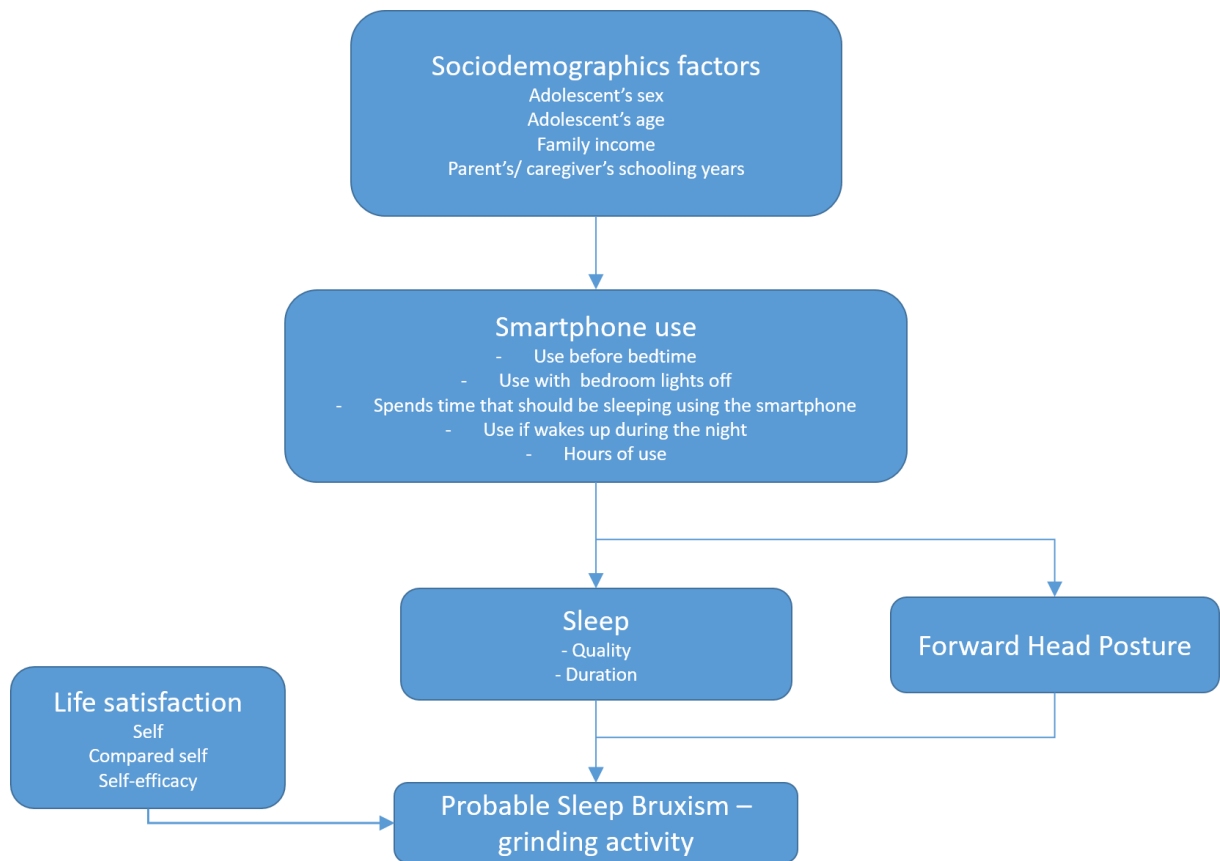 Sociodemographics factors
Adolescent’s sex
Adolescent’s age
Family income
Parent’s/ caregiver’s schooling years
Smartphone use
- Use before bedtime
- Use with bedroom lights off
- Spends time that should be sleeping using the smartphone
- Use if wakes up during the night
- Hours of use
Sleep
- Quality
- Duration
Forward Head Posture
Life satisfaction
Self
Compared self
Self-efficacy
Probable Sleep Bruxism –
grinding activity